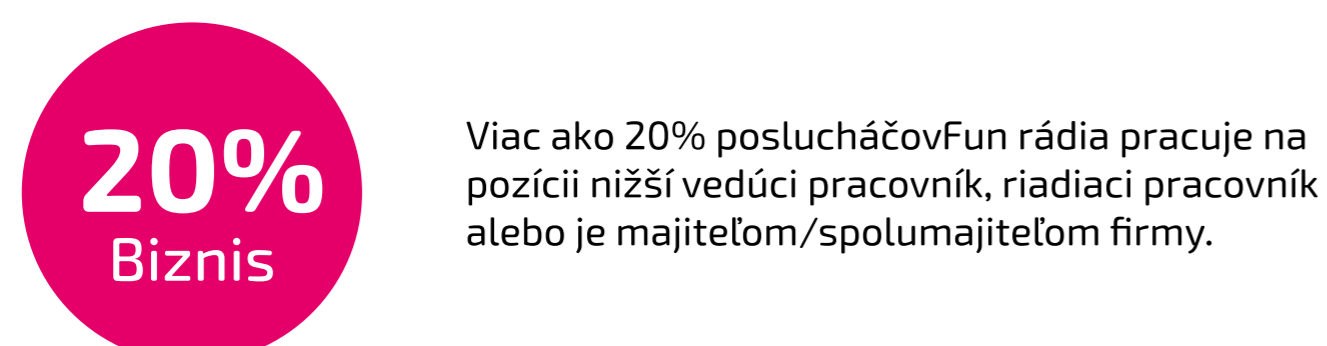 20%
Biznis
Viac ako 20% poslucháčovFun rádia pracuje na
pozícii nižší vedúci pracovník, riadiaci pracovník
alebo je majiteľom/spolumajiteľom firmy.